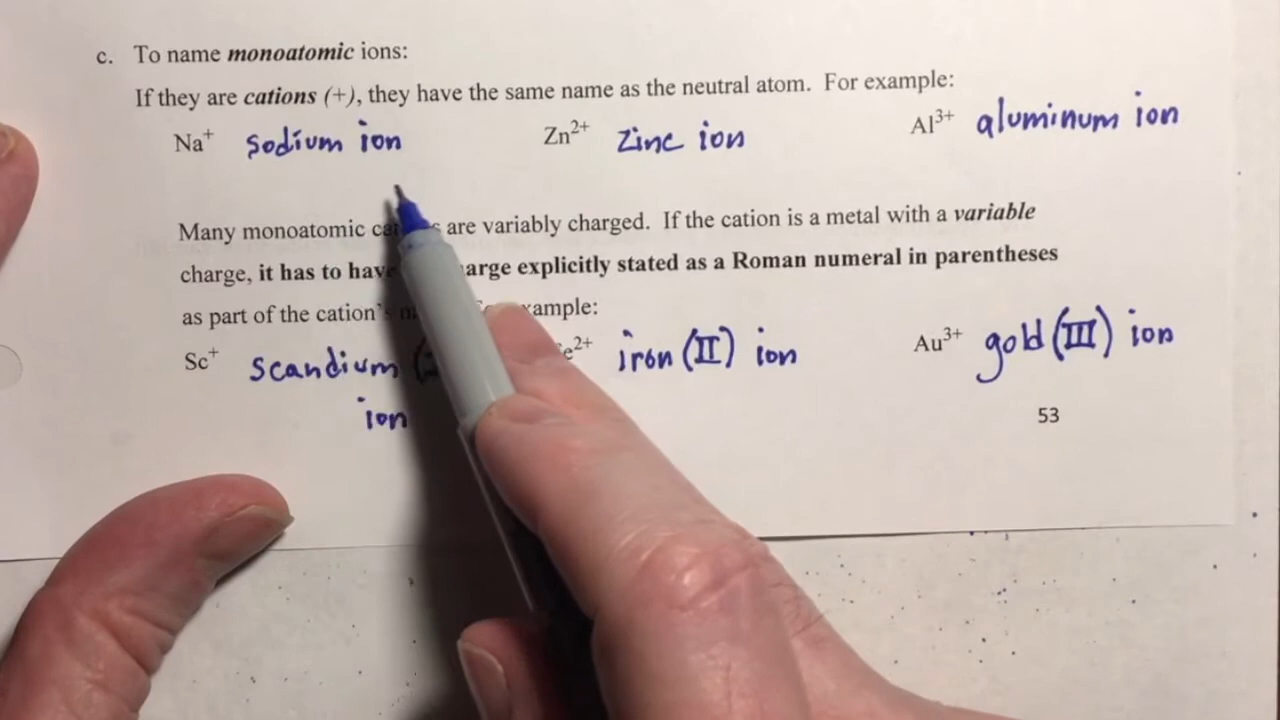 c. To name monoatomic ions:
If they are cations (+), they have the same name as the neutral atom. For example:
Na⁺ sodium ion Zn²⁺ zinc ion Al³⁺ aluminum ion
Many monoatomic are variably charged. If the cation is a metal with a variable
charge, it has to have explicitly stated as a Roman numeral in parentheses
as part of the cation's example:
Sc⁺ scandium e²⁺ iron (II) ion Au³⁺ gold (III) ion
ion
53